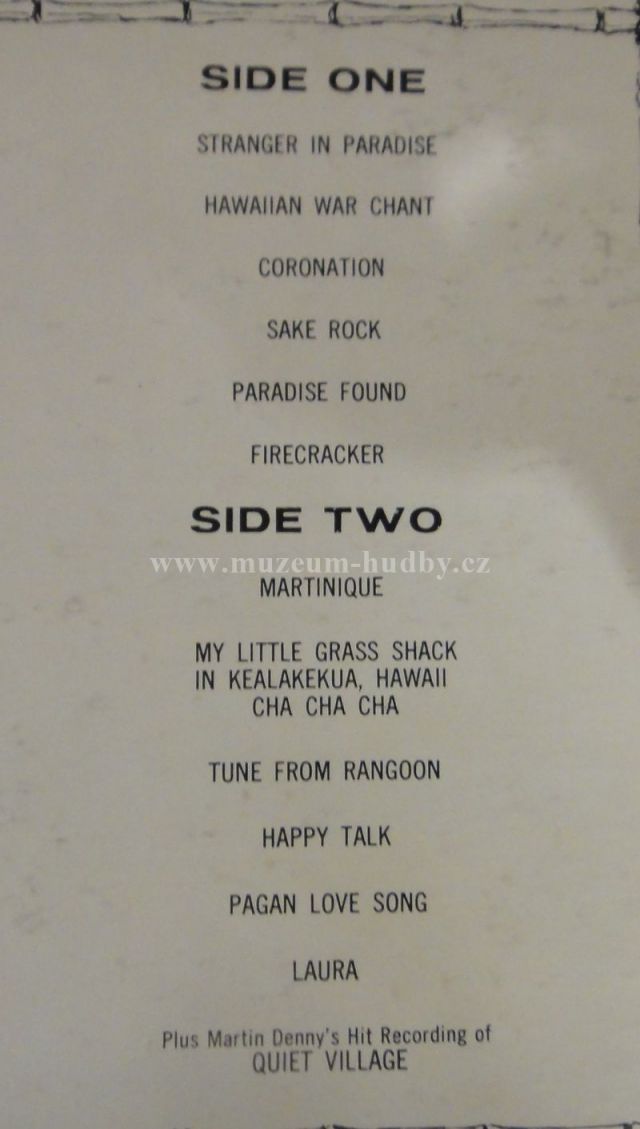 SIDE ONE
STRANGER IN PARADISE
HAWAIIAN WAR CHANT
CORONATION
SAKE ROCK
PARADISE FOUND
FIRECRACKER
SIDE TWO
www.muzeum-hudby.cz
MARTINIQUE
MY LITTLE GRASS SHACK
IN KEALAKEKUA, HAWAII
CHA CHA CHA
TUNE FROM RANGOON
HAPPY TALK
PAGAN LOVE SONG
LAURA
Plus Martin Denny's Hit Recording of
QUIET VILLAGE